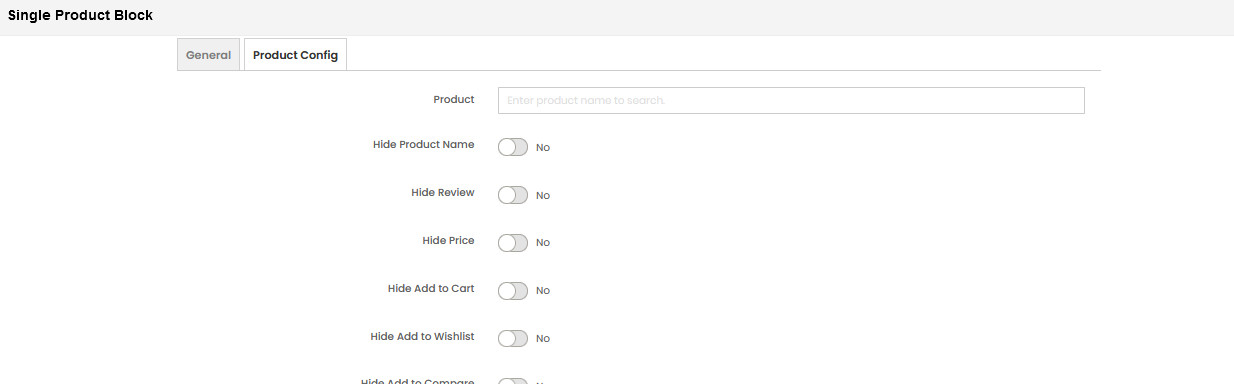 Single Product Block
General
Product Config
Product
Enter product name to search.
Hide Product Name
No
Hide Review
No
Hide Price
No
Hide Add to Cart
No
Hide Add to Wishlist
No
Hide Add to Compare